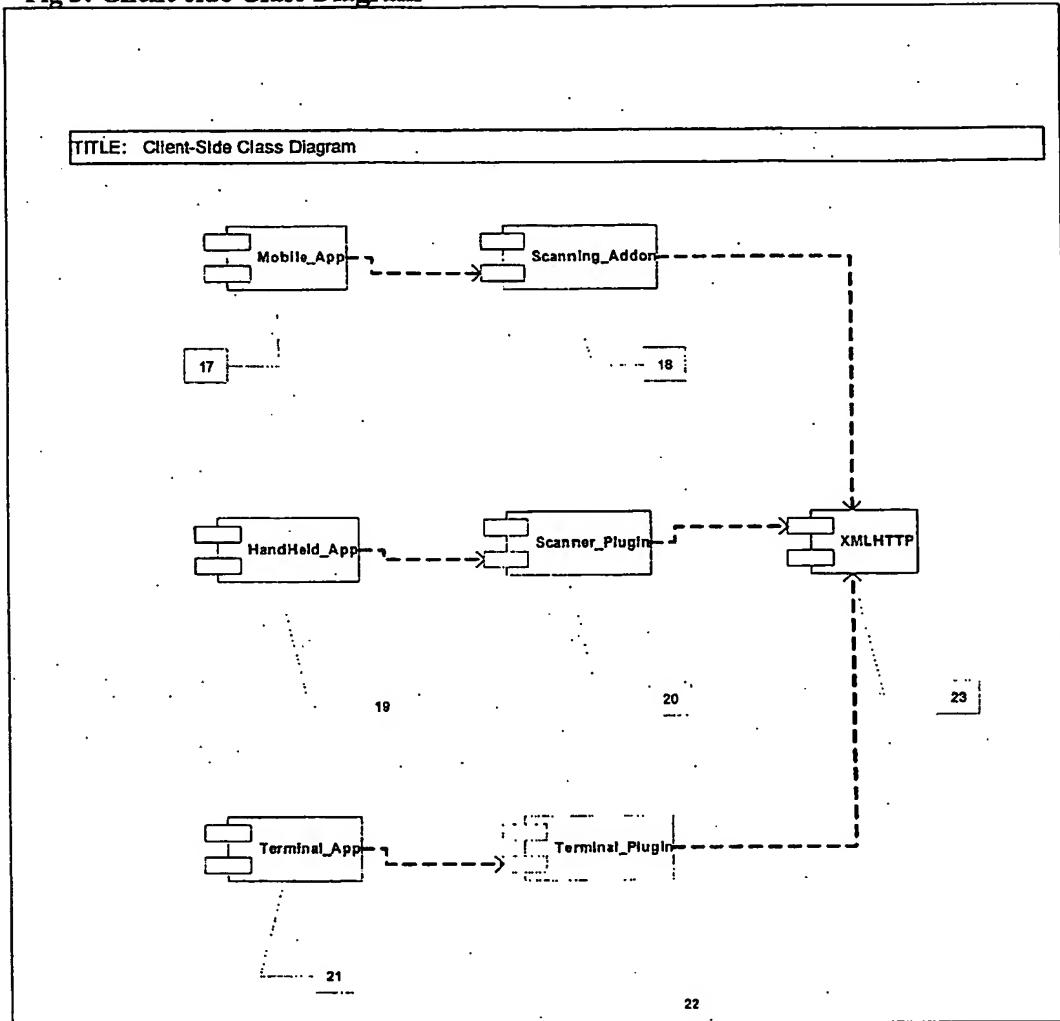 TITLE: Client-Side Class Diagram
Mobile_App
Scanning_Addon
17
18
HandHeld_App
Scanner_Plugin
XMLHTTP
19
20
23
Terminal_App
Terminal_Plugin
21
22